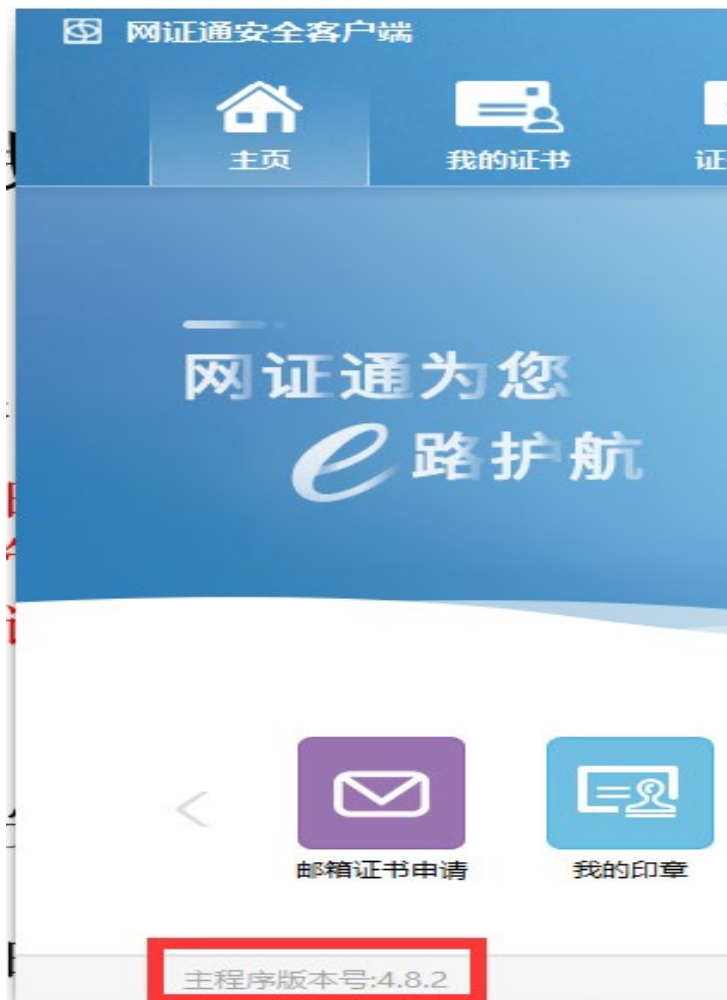 网证通安全客户端
主页
我的证书
证
网证通为您
e路护航
邮箱证书申请
我的印章
主程序版本号:4.8.2